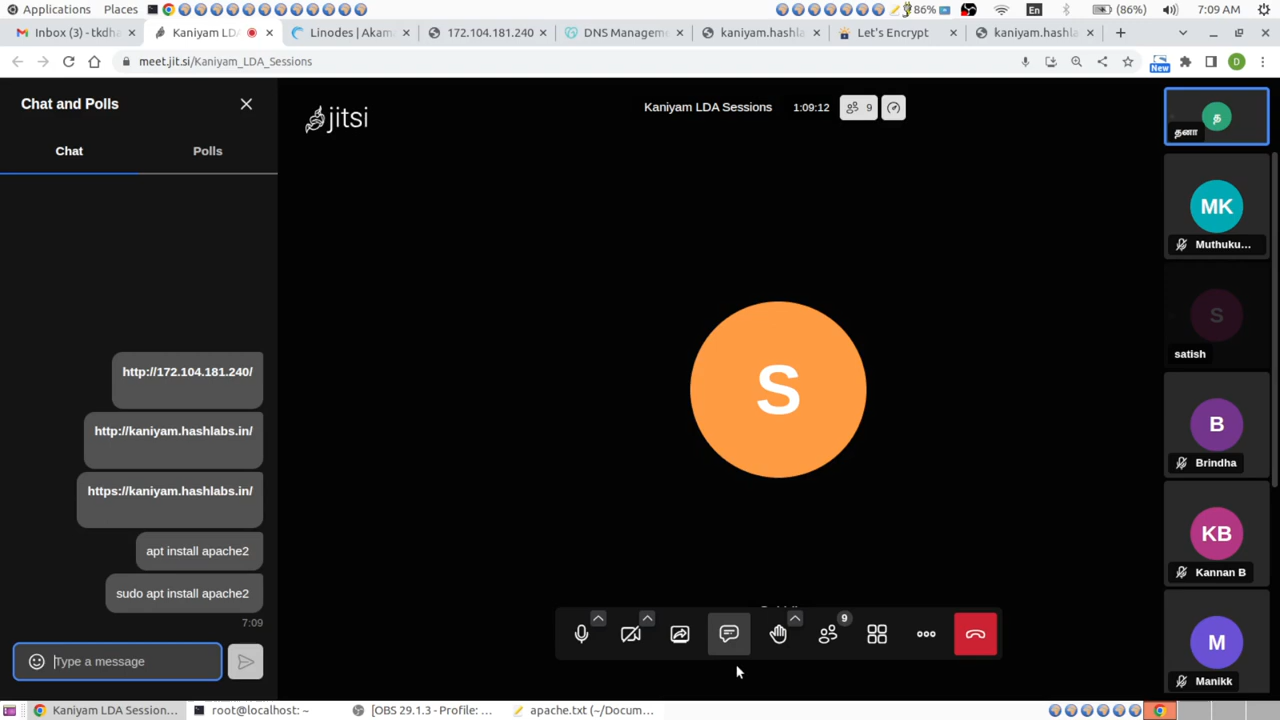 Applications Places 86% En (86%) 7:09 AM
Inbox (3) - tkdha
Kaniyam LDA
Linodes | Akam
172.104.181.240/
DNS Managem
kaniyam.hashla
Let's Encrypt
kaniyam.hashla
meet.jit.si/Kaniyam_LDA_Sessions
New
D
Chat and Polls
Chat Polls
http://172.104.181.240/
http://kaniyam.hashlabs.in/
https://kaniyam.hashlabs.in/
apt install apache2
sudo apt install apache2
7:09
Type a message
jitsi
Kaniyam LDA Sessions 1:09:12 9
S
9
த
தனா
MK
Muthuku...
S
satish
B
Brindha
KB
Kannan B
M
Manikk
Kaniyam LDA Session...
root@localhost: ~
[OBS 29.1.3 - Profile: ...
apache.txt (~/Docum...